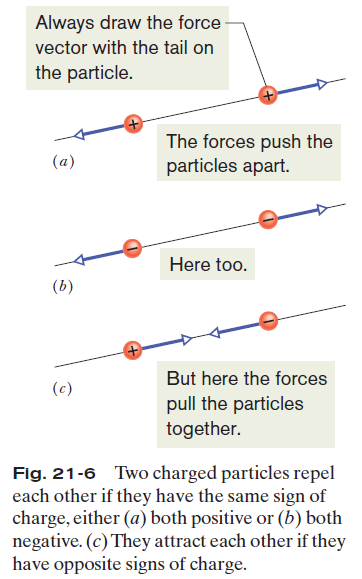 Always draw the force
vector with the tail on
the particle.
+
+
(a)
The forces push the
particles apart.
–
–
Here too.
(b)
–
+
(c)
But here the forces
pull the particles
together.
Fig. 21-6 Two charged particles repel
each other if they have the same sign of
charge, either (a) both positive or (b) both
negative. (c) They attract each other if they
have opposite signs of charge.